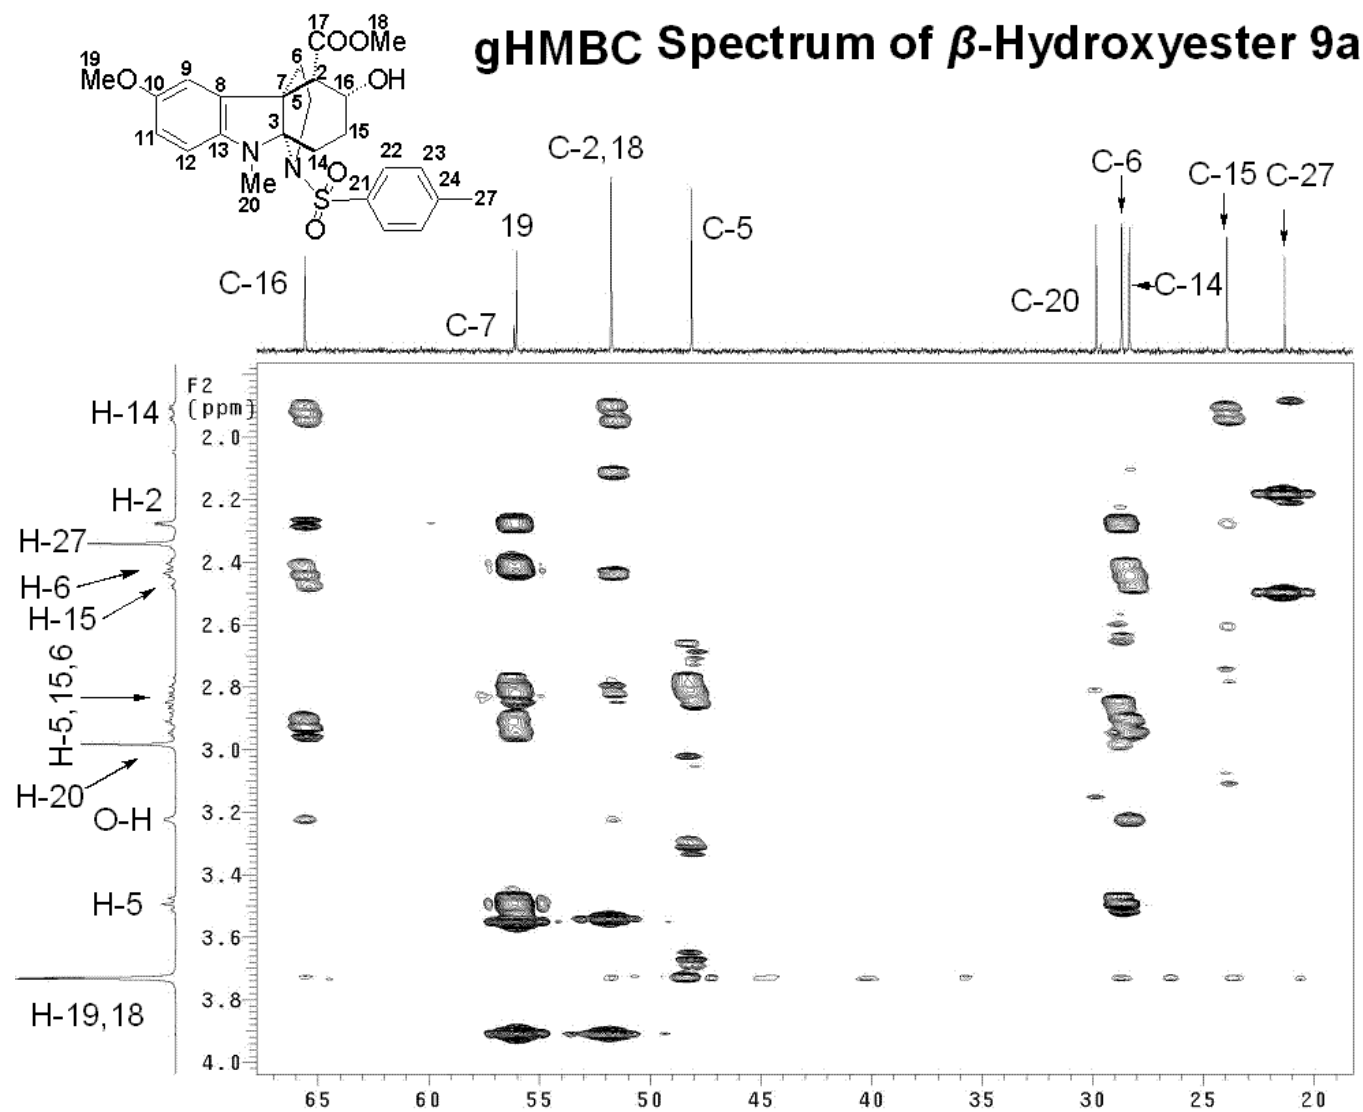 gHMBC Spectrum of β-Hydroxyester 9a
17
18
COOMe
6
19
MeO
10
9
8
7
2
16
OH
5
3
15
11
12
13
N
14
N
O
22
23
Me
20
S
21
24
27
O
C-16
C-7
19
C-2,18
C-5
C-20
C-6
C-14
C-15
C-27
F2
(ppm)
H-14
2.0
H-2
2.2
H-27
2.4
H-6
H-15
2.6
H-5,15,6
2.8
3.0
H-20
O-H
3.2
3.4
H-5
3.6
3.8
H-19,18
4.0
65 60 55 50 45 40 35 30 25 20